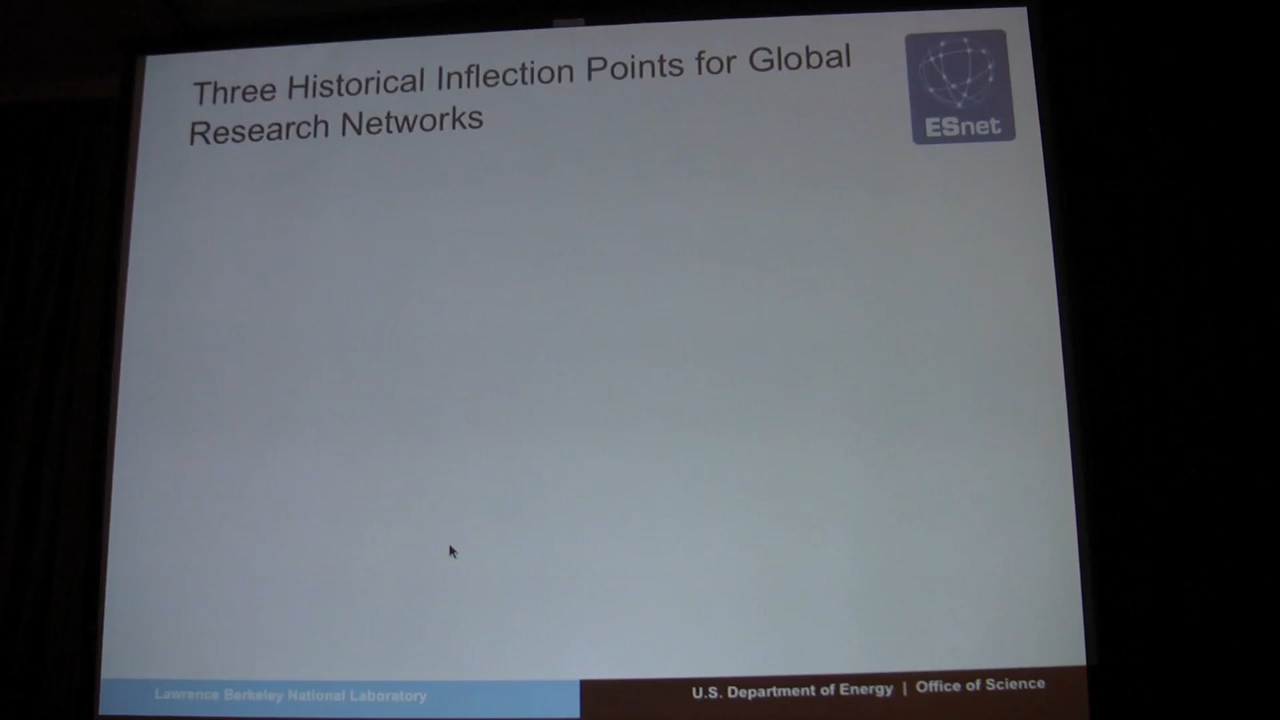 Three Historical Inflection Points for Global
Research Networks
ESnet
Lawrence Berkeley National Laboratory
U.S. Department of Energy | Office of Science